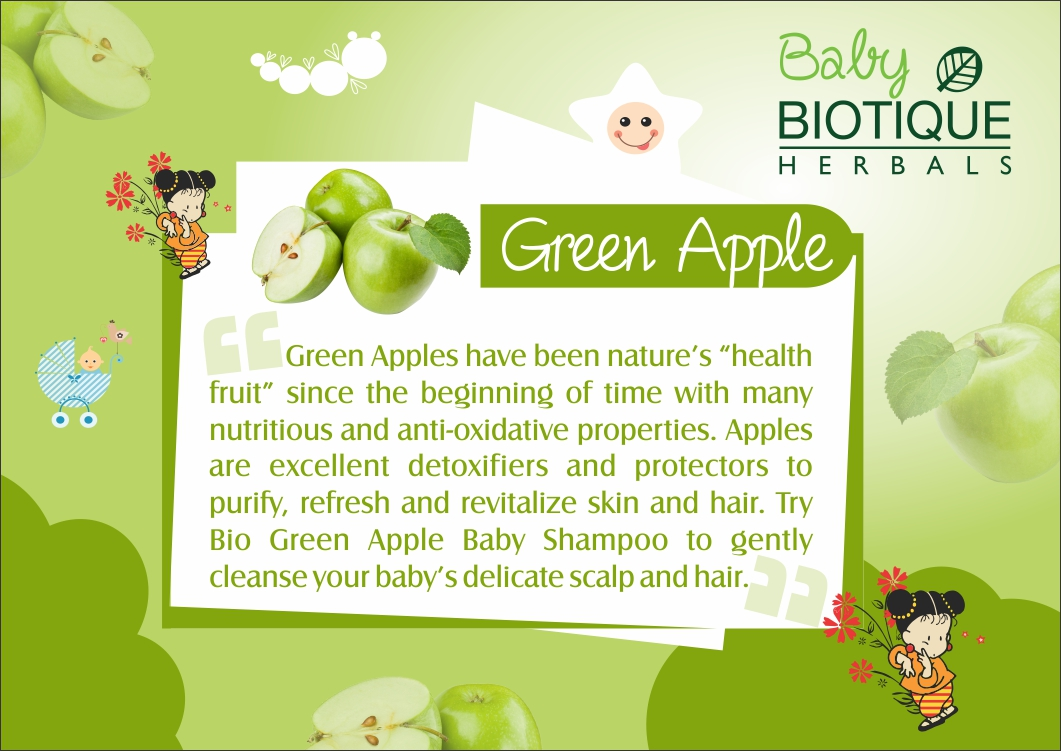 Baby
BIOTIQUE
HERBALS
Green Apple
“Green Apples have been nature’s “health
fruit” since the beginning of time with many
nutritious and anti-oxidative properties. Apples
are excellent detoxifiers and protectors to
purify, refresh and revitalize skin and hair. Try
Bio Green Apple Baby Shampoo to gently
cleanse your baby’s delicate scalp and hair.”